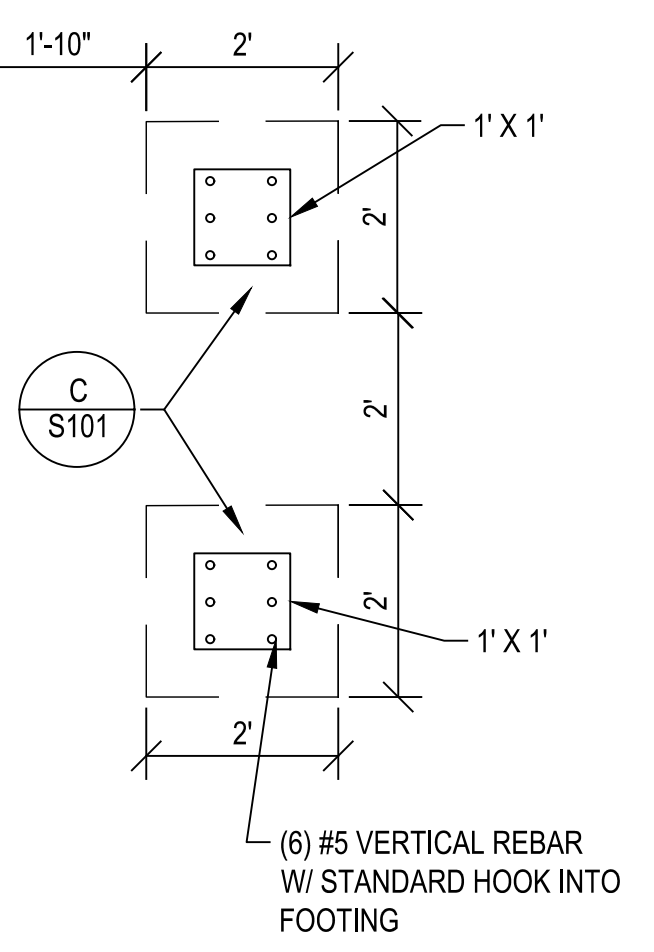 1'-10"
2'
1' X 1'
2'
C
S101
2'
2'
1' X 1'
2'
(6) #5 VERTICAL REBAR
W/ STANDARD HOOK INTO
FOOTING